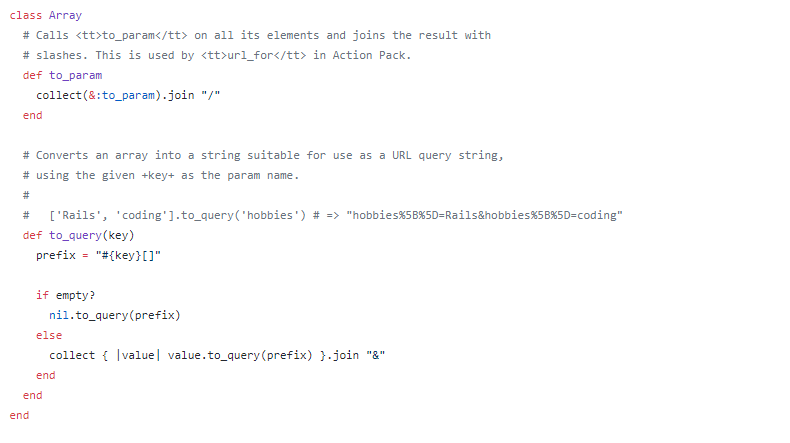 class Array
  # Calls <tt>to_param</tt> on all its elements and joins the result with
  # slashes. This is used by <tt>url_for</tt> in Action Pack.
  def to_param
    collect(&:to_param).join "/"
  end

  # Converts an array into a string suitable for use as a URL query string,
  # using the given +key+ as the param name.
  #
  #   ['Rails', 'coding'].to_query('hobbies') # => "hobbies%5B%5D=Rails&hobbies%5B%5D=coding"
  def to_query(key)
    prefix = "#{key}[]"

    if empty?
      nil.to_query(prefix)
    else
      collect { |value| value.to_query(prefix) }.join "&"
    end
  end
end